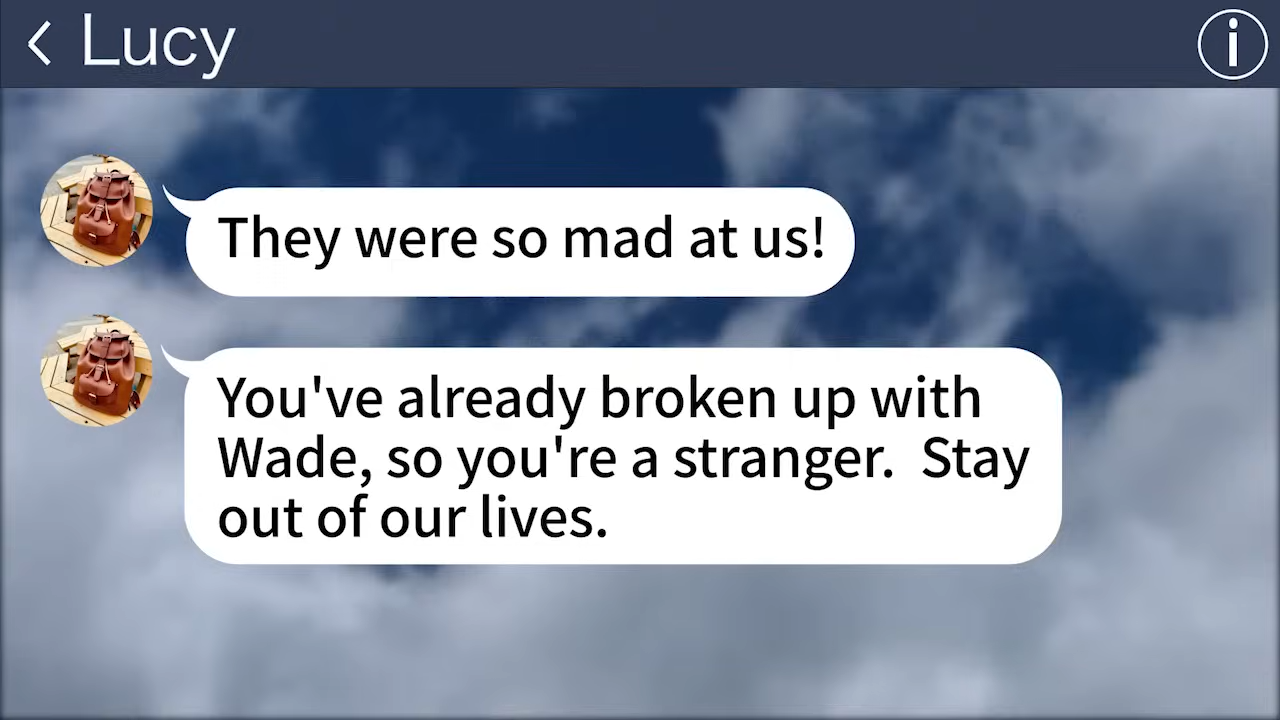 Lucy
They were so mad at us!
You've already broken up with
Wade, so you're a stranger.  Stay
out of our lives.